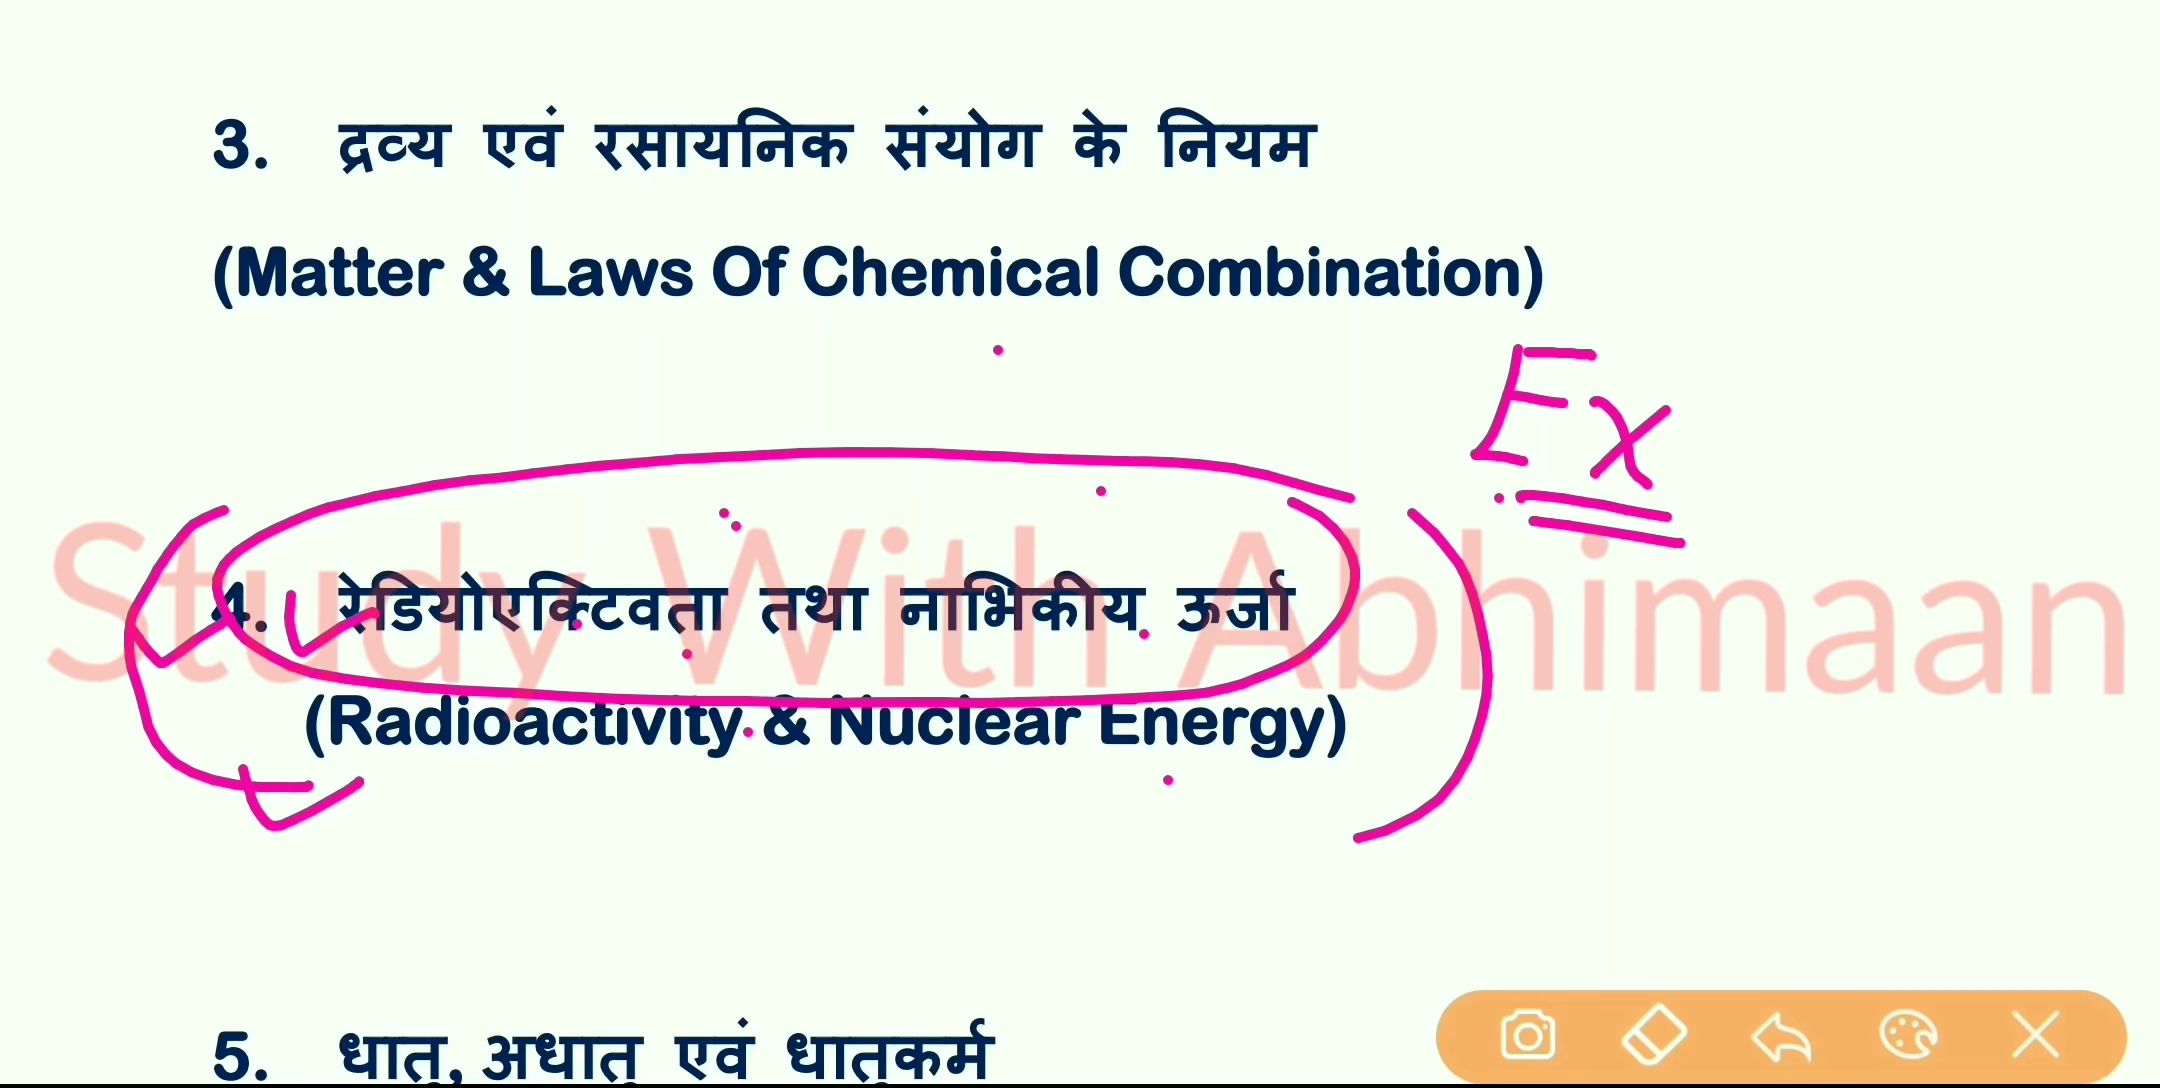 3. द्रव्य एवं रसायनिक संयोग के नियम
(Matter & Laws Of Chemical Combination)
Ex
Study With Abhimaan
4. रेडियोएक्टिवता तथा नाभिकीय ऊर्जा
(Radioactivity & Nuclear Energy)
5. धातु, अधातु एवं धातुकर्म